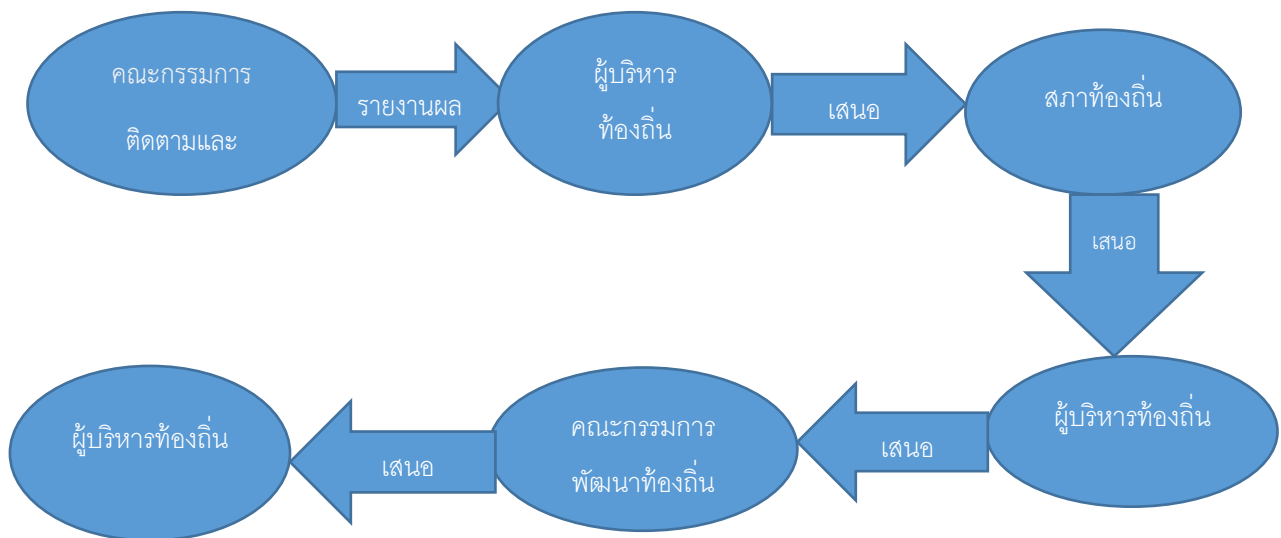 คณะกรรมการ
ติดตามและ
รายงานผล
ผู้บริหาร
ท้องถิ่น
เสนอ
สภาท้องถิ่น
เสนอ
ผู้บริหารท้องถิ่น
เสนอ
คณะกรรมการ
พัฒนาท้องถิ่น
เสนอ
ผู้บริหารท้องถิ่น